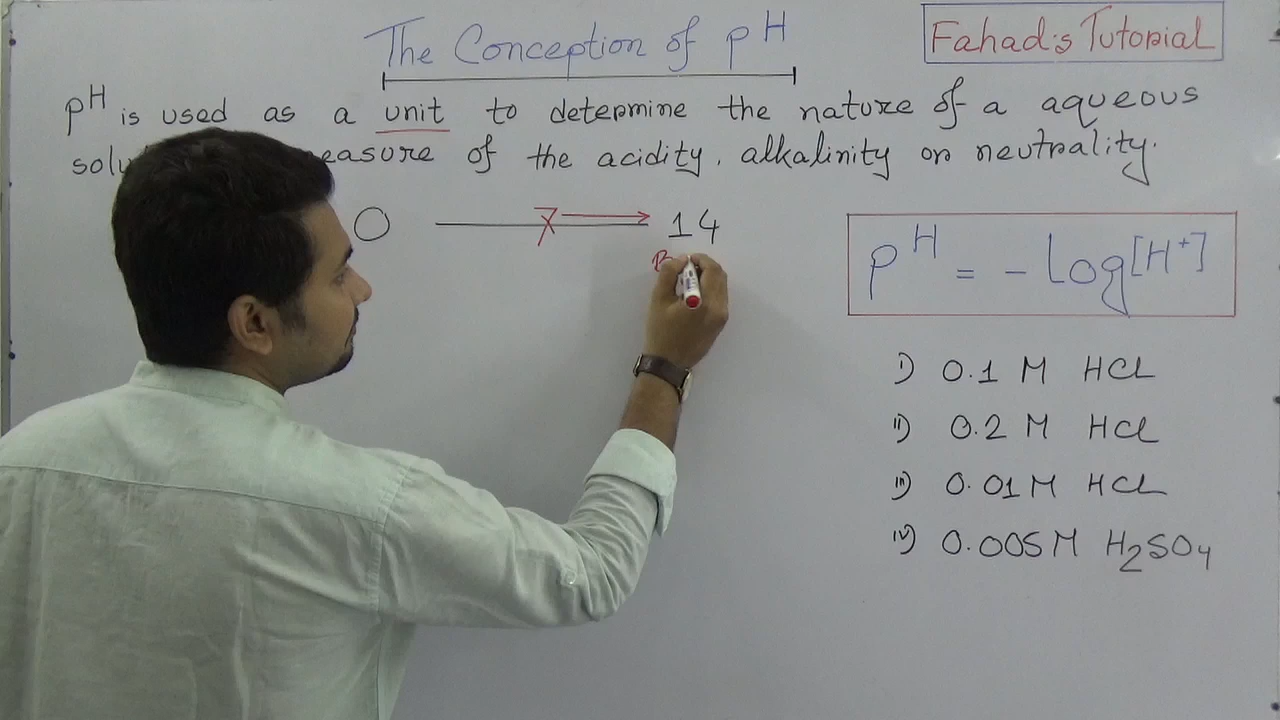 The Conception of pH
Fahad's Tutorial
pH is used as a unit to determine the nature of a aqueous
of the acidity, alkalinity or neutrality.
0 7 14
pH = - Log[H+]
i) 0.1 M HCl
ii) 0.2 M HCl
iii) 0.01 M HCl
iv) 0.005 M H2SO4